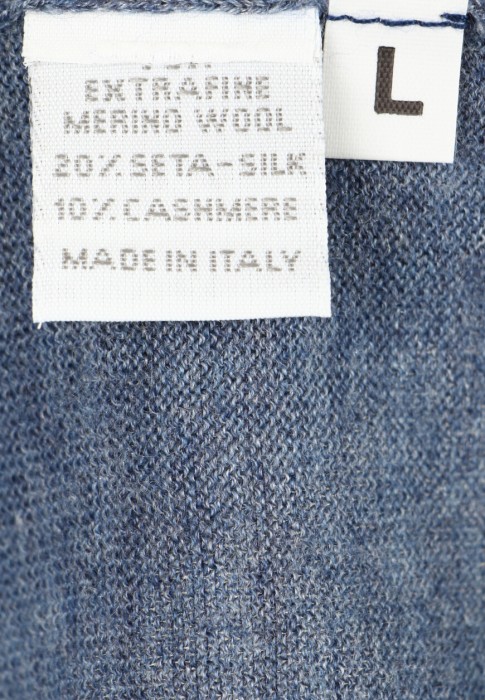 EXTRAFINE
MERINO WOOL
20% SETA-SILK
10% CASHMERE
MADE IN ITALY
L